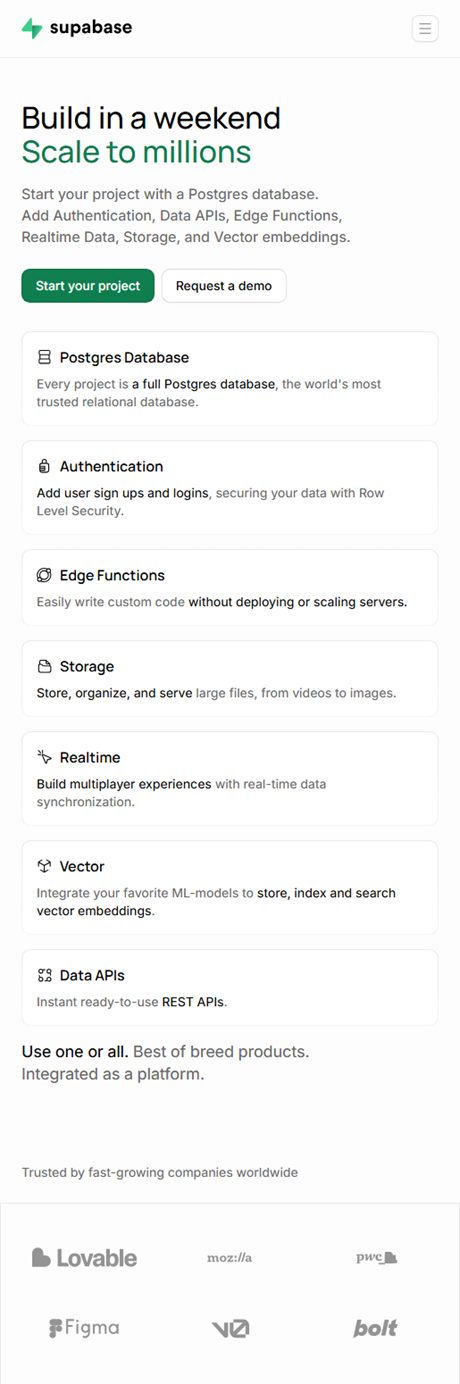 supabase
Build in a weekend
Scale to millions
Start your project with a Postgres database.
Add Authentication, Data APIs, Edge Functions,
Realtime Data, Storage, and Vector embeddings.
Start your project
Request a demo
Postgres Database
Every project is a full Postgres database, the world's most
trusted relational database.
Authentication
Add user sign ups and logins, securing your data with Row
Level Security.
Edge Functions
Easily write custom code without deploying or scaling servers.
Storage
Store, organize, and serve large files, from videos to images.
Realtime
Build multiplayer experiences with real-time data
synchronization.
Vector
Integrate your favorite ML-models to store, index and search
vector embeddings.
Data APIs
Instant ready-to-use REST APIs.
Use one or all. Best of breed products.
Integrated as a platform.
Trusted by fast-growing companies worldwide
Lovable
moz://a
pwc
Figma
v0
bolt